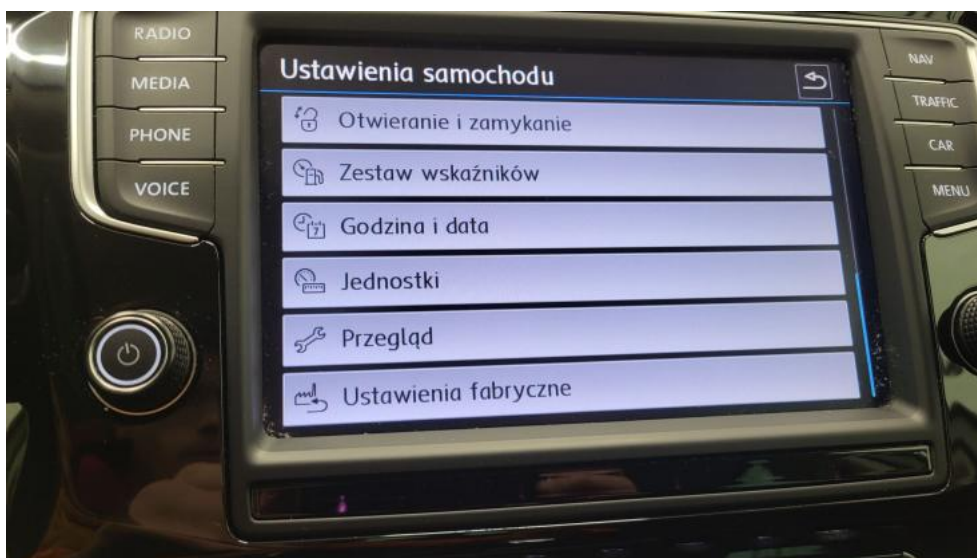 RADIO
MEDIA
PHONE
VOICE
Ustawienia samochodu
Otwieranie i zamykanie
Zestaw wskaźników
Godzina i data
7
Jednostki
Przegląd
Ustawienia fabryczne
NAV
TRAFFIC
CAR
MENU